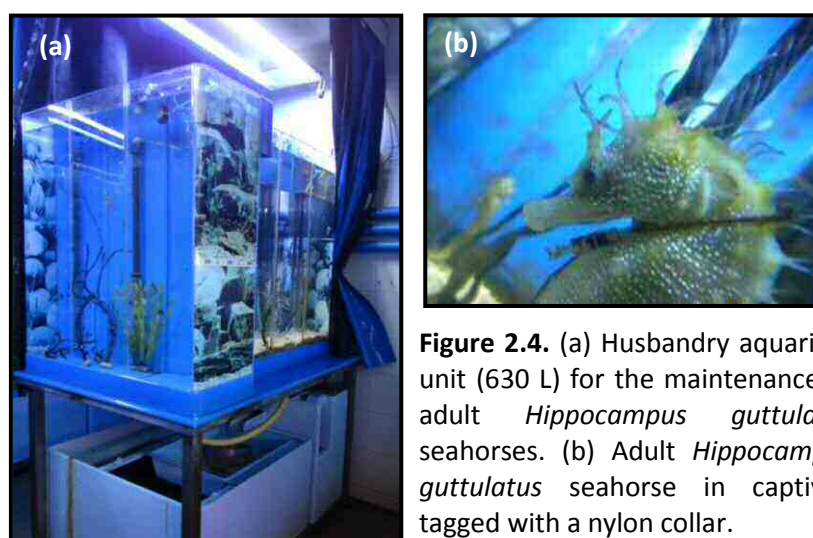 (a)
(b)
Figure 2.4. (a) Husbandry aquari
unit (630 L) for the maintenance
adult Hippocampus guttula
seahorses. (b) Adult Hippocam
guttulatus seahorse in captiv
tagged with a nylon collar.